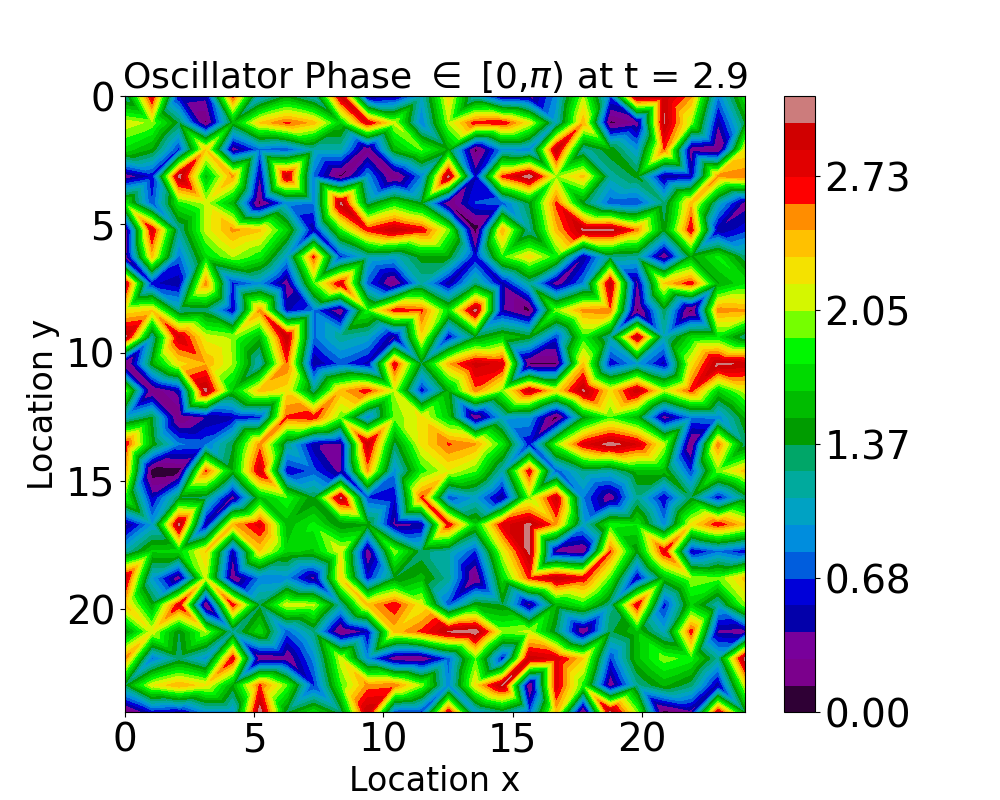 Oscillator Phase ∈ [0,π) at t = 2.9
0
5
10
15
20
Location y
0 5 10 15 20
Location x
2.73
2.05
1.37
0.68
0.00